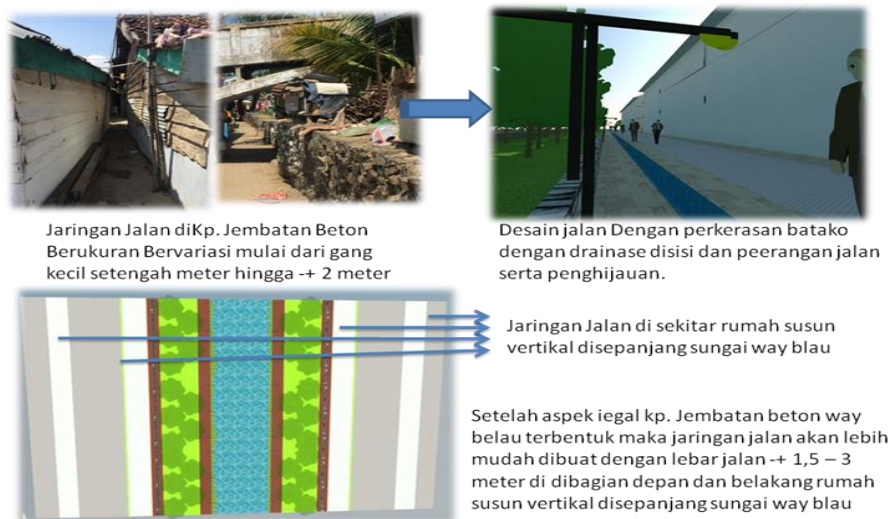 Jaringan Jalan diKp. Jembatan Beton
Berukuran Bervariasi mulai dari gang
kecil setengah meter hingga -+ 2 meter
Desain jalan Dengan perkerasan batako
dengan drainase disisi dan peerangan jalan
serta penghijauan.
Jaringan Jalan di sekitar rumah susun
vertikal disepanjang sungai way blau
Setelah aspek iegal kp. Jembatan beton way
belau terbentuk maka jaringan jalan akan lebih
mudah dibuat dengan lebar jalan -+ 1,5 – 3
meter di dibagian depan dan belakang rumah
susun vertikal disepanjang sungai way blau